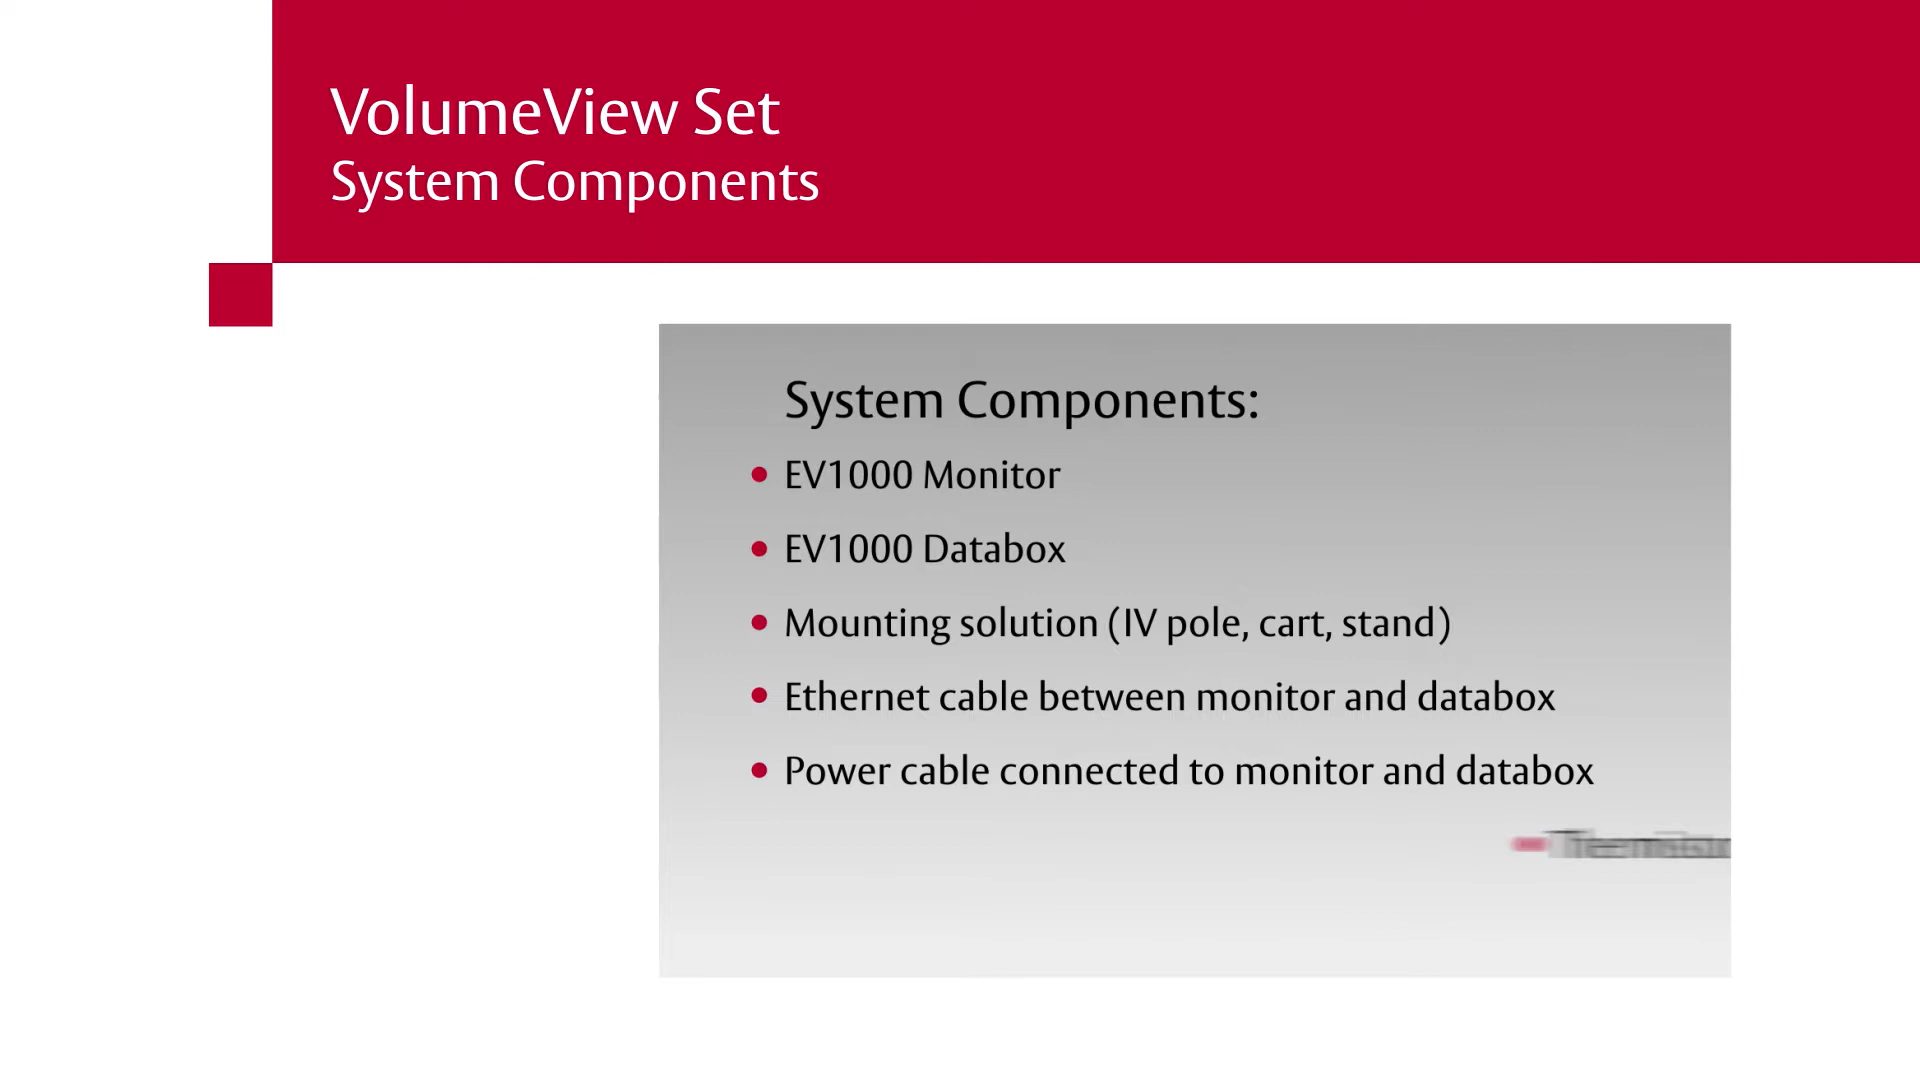 VolumeView Set
System Components
System Components:
• EV1000 Monitor
• EV1000 Databox
• Mounting solution (IV pole, cart, stand)
• Ethernet cable between monitor and databox
• Power cable connected to monitor and databox